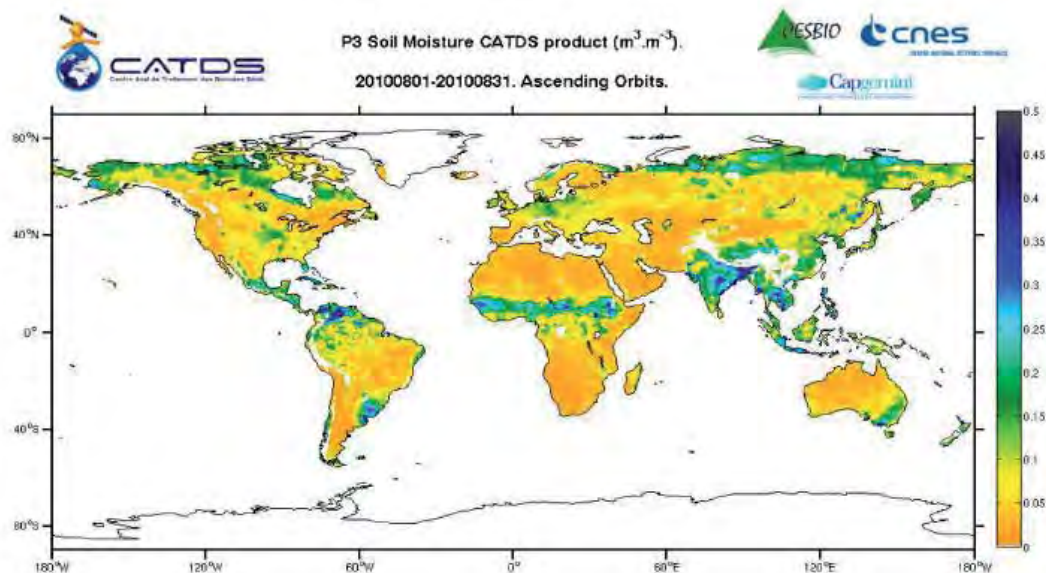 CATDS
P3 Soil Moisture CATDS product (m³.m⁻³).
20100801-20100831. Ascending Orbits.
CESBIO
cnes
Capgemini
80°N
40°N
0°
40°S
80°S
180°W
120°W
60°W
0°
60°E
120°E
180°W
0.5
0.45
0.4
0.35
0.3
0.25
0.2
0.15
0.1
0.05
0